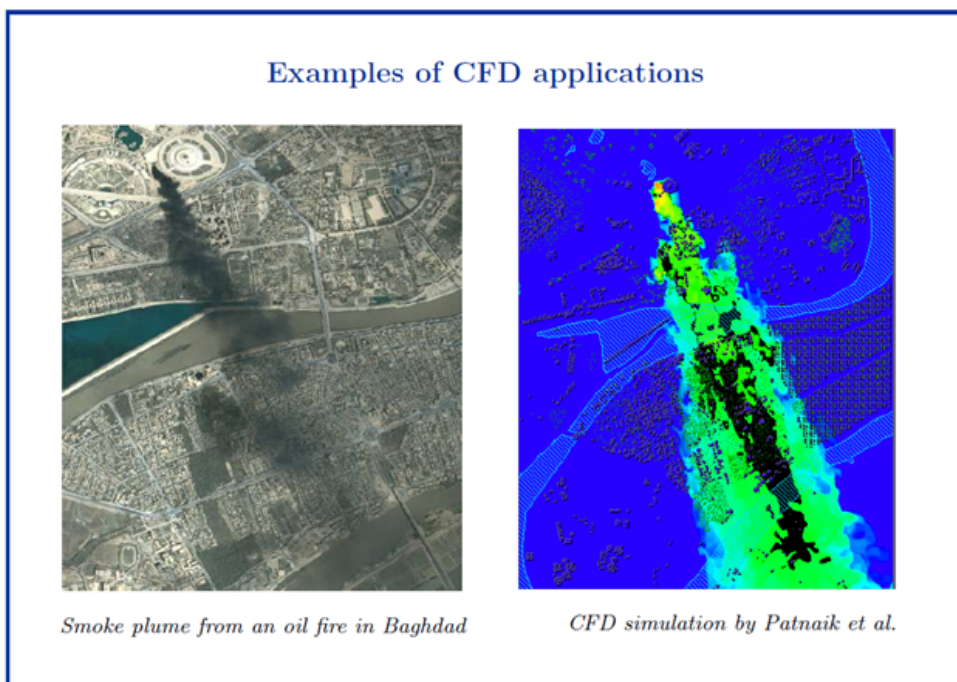 Examples of CFD applications
Smoke plume from an oil fire in Baghdad
CFD simulation by Patnaik et al.